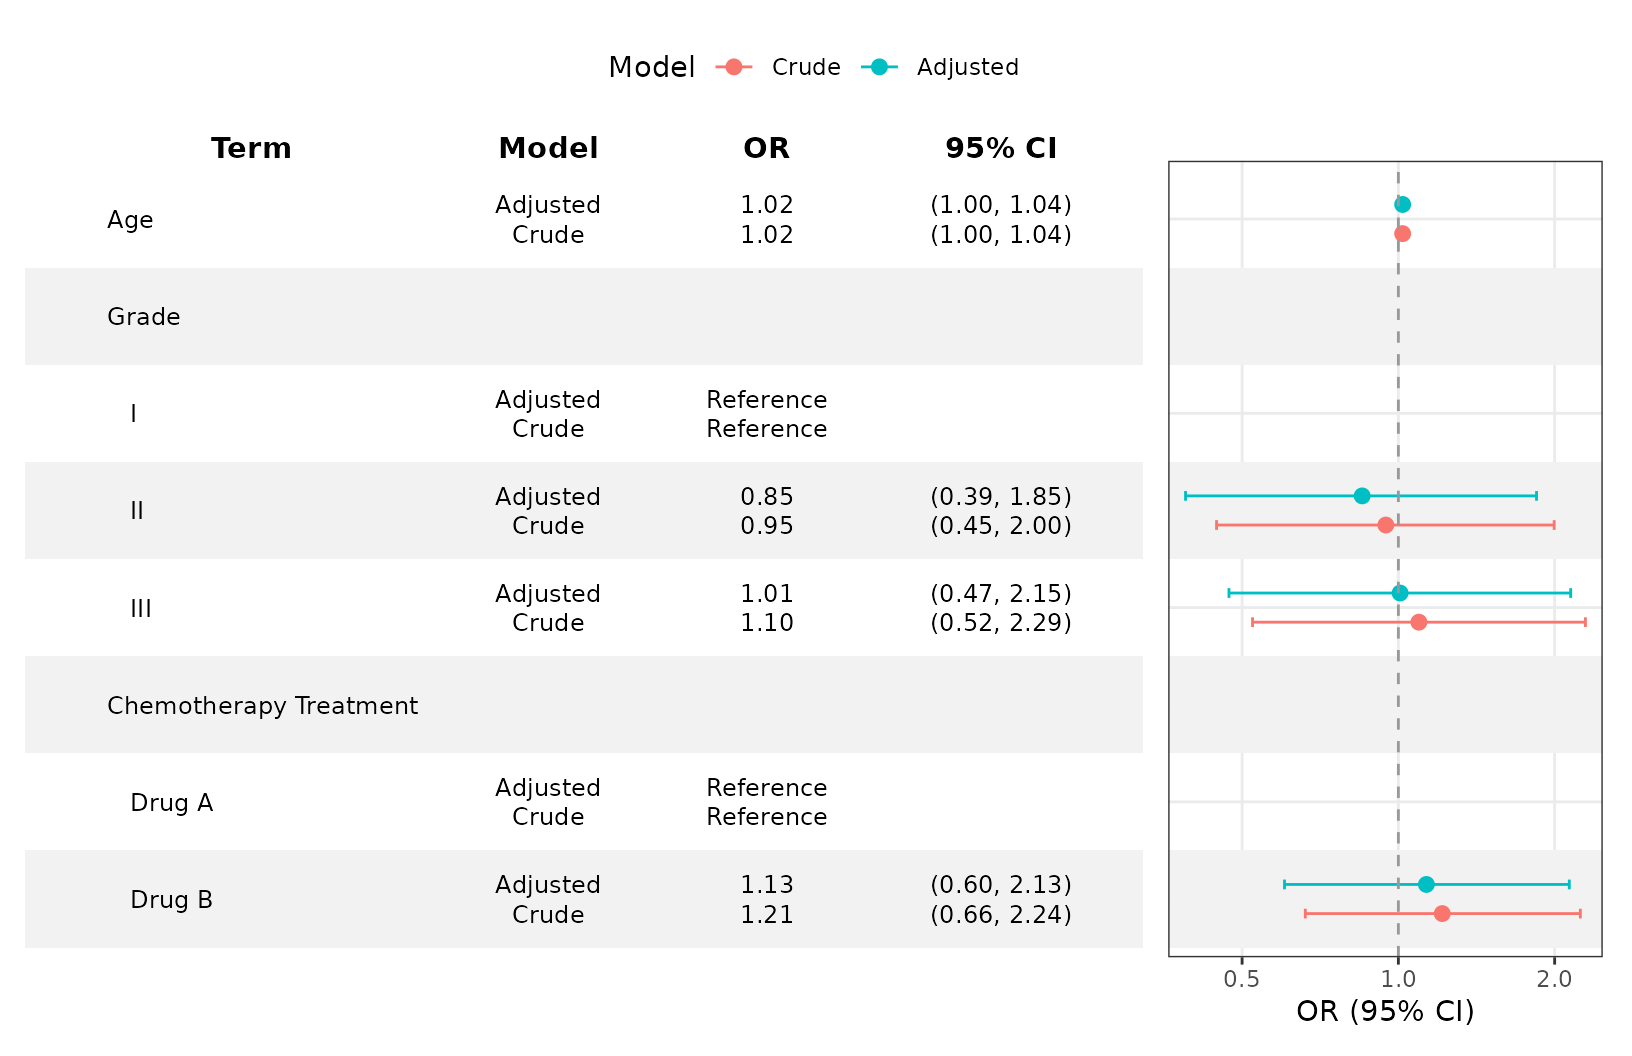 Model Crude Adjusted
Term Model OR 95% CI
Age
Adjusted 1.02 (1.00, 1.04)
Crude 1.02 (1.00, 1.04)
Grade
I
Adjusted Reference
Crude Reference
II
Adjusted 0.85 (0.39, 1.85)
Crude 0.95 (0.45, 2.00)
III
Adjusted 1.01 (0.47, 2.15)
Crude 1.10 (0.52, 2.29)
Chemotherapy Treatment
Drug A
Adjusted Reference
Crude Reference
Drug B
Adjusted 1.13 (0.60, 2.13)
Crude 1.21 (0.66, 2.24)
0.5 1.0 2.0
OR (95% CI)